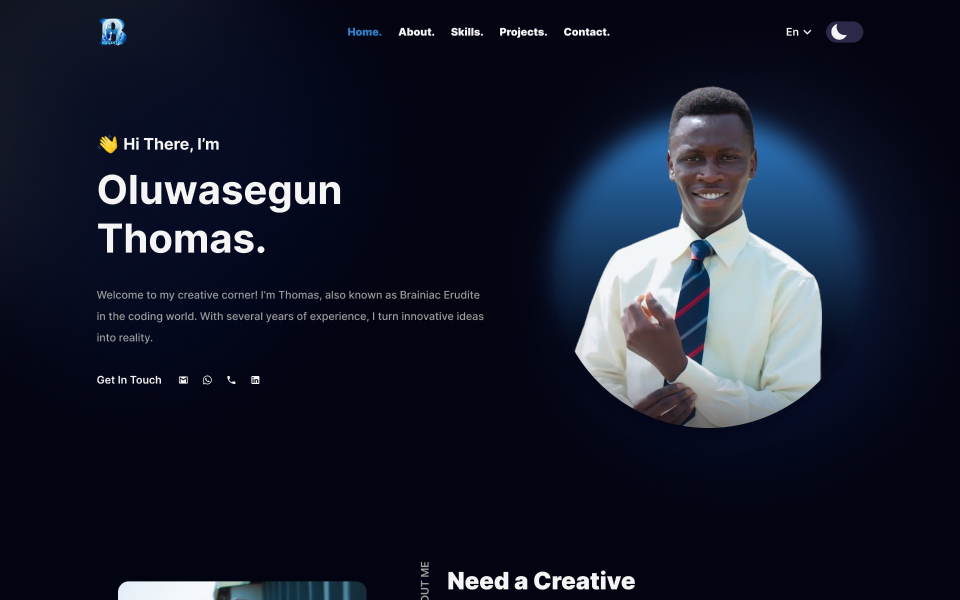 Home. About. Skills. Projects. Contact. En
👋 Hi There, I'm
Oluwasegun
Thomas.
Welcome to my creative corner! I'm Thomas, also known as Brainiac Erudite
in the coding world. With several years of experience, I turn innovative ideas
into reality.
Get In Touch
Need a Creative